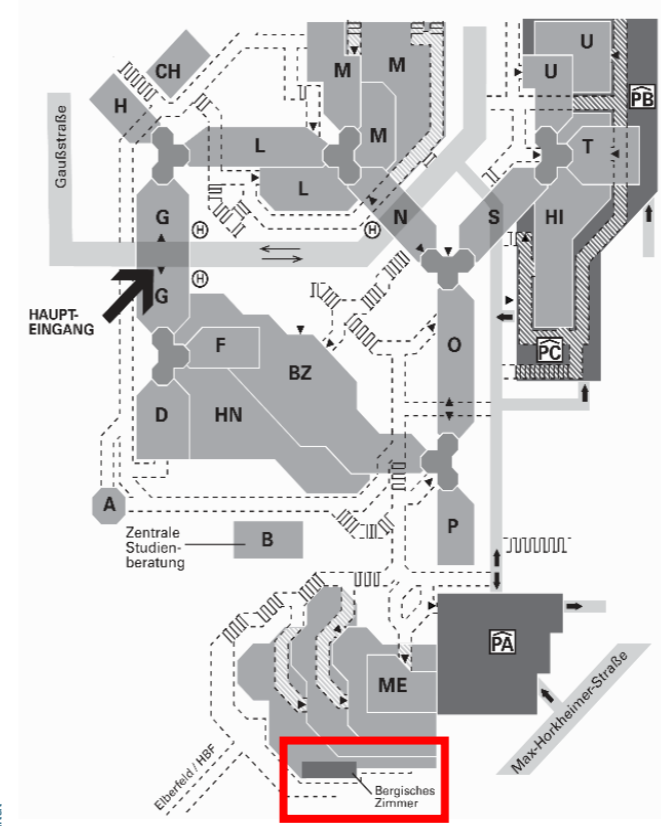 U
M
M
U
CH
PB
H
M
L
T
Gaußstraße
L
G
N
S
HI
H
H
H
G
HAUPT-
EINGANG
O
PC
F
BZ
D
HN
A
P
Zentrale
Studien-
beratung
B
PA
ME
Max-Horkheimer-Straße
Elberfeld / HBF
Bergisches
Zimmer